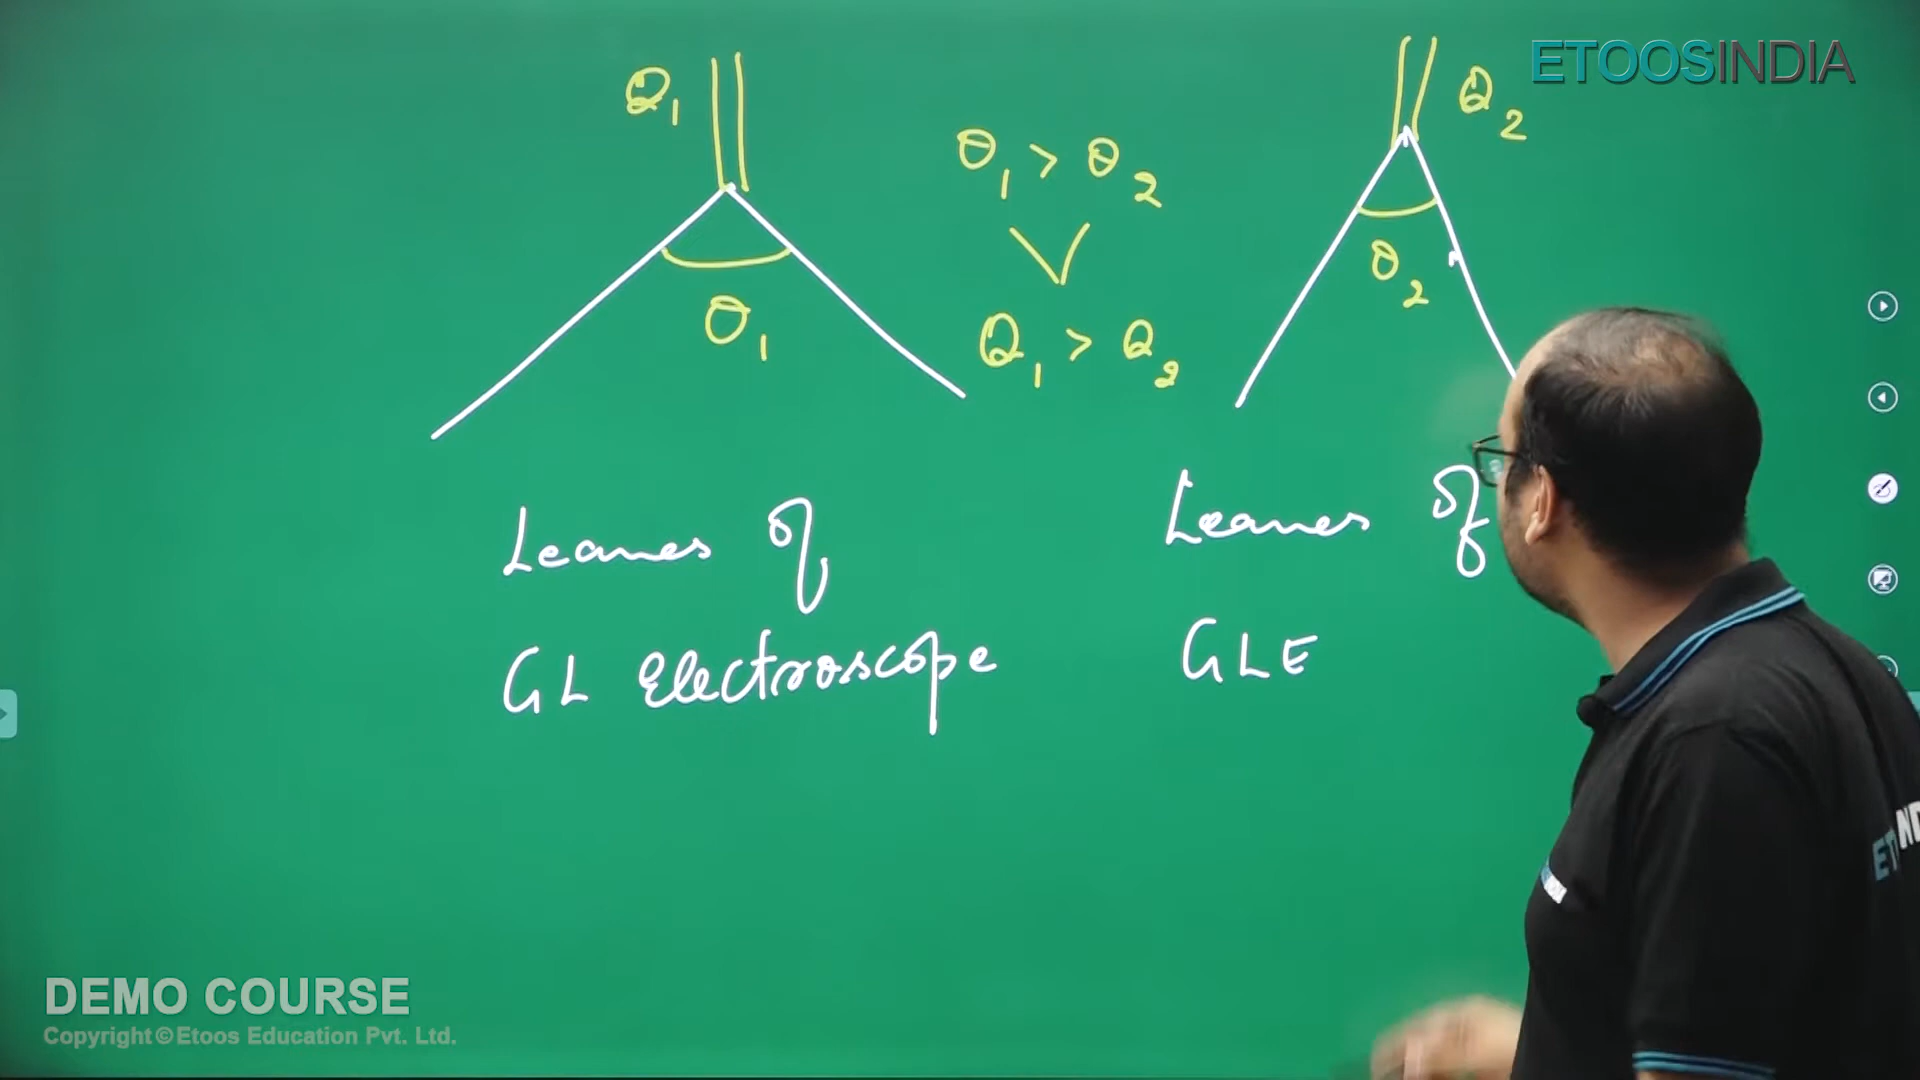 ETOOSINDIA
Q1
Q2
θ1 > θ2
θ2
θ1
Q1 > Q2
Leaves of
GL Electroscope
Leaves of
GLE
DEMO COURSE
Copyright © Etoos Education Pvt. Ltd.